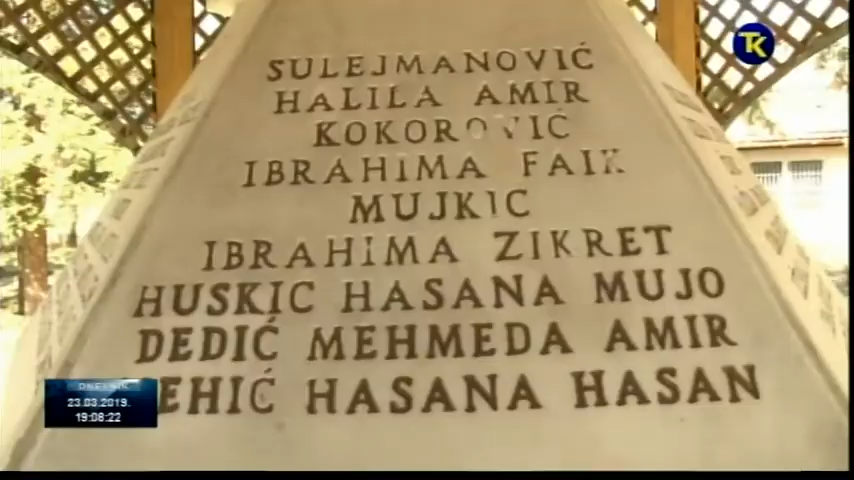 TK
SULEJMANOVIĆ
HALILA AMIR
KOKOROVIĆ
IBRAHIMA FAIK
MUJKIC
IBRAHIMA ZIKRET
HUSKIC HASANA MUJO
DEDIĆ MEHMEDA AMIR
HASANA HASAN
DNEVNIK
23.03.2019.
19:08:22